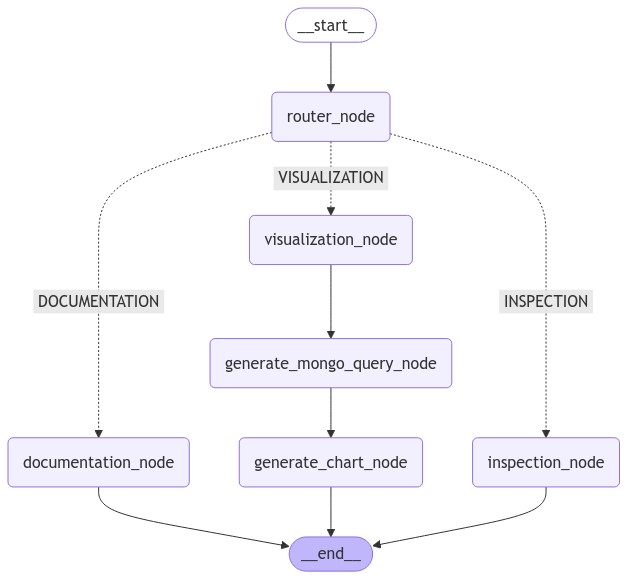 __start__
router_node
VISUALIZATION
visualization_node
DOCUMENTATION
INSPECTION
generate_mongo_query_node
documentation_node
generate_chart_node
inspection_node
__end__